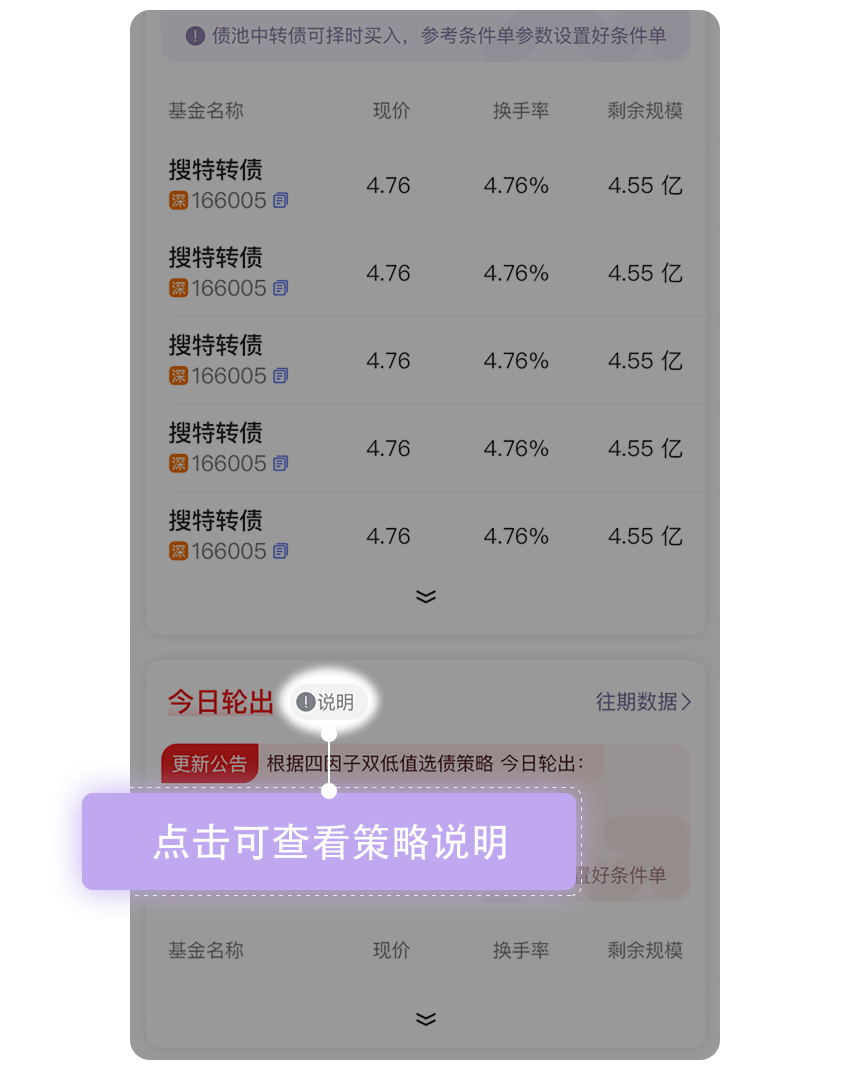 债池中转债可择时买入，参考条件单参数设置好条件单
基金名称 现价 换手率 剩余规模
搜特转债
深 166005
4.76 4.76% 4.55 亿
搜特转债
深 166005
4.76 4.76% 4.55 亿
搜特转债
深 166005
4.76 4.76% 4.55 亿
搜特转债
深 166005
4.76 4.76% 4.55 亿
搜特转债
深 166005
4.76 4.76% 4.55 亿
今日轮出 说明 往期数据
更新公告 根据四因子双低值选债策略 今日轮出：
点击可查看策略说明
置好条件单
基金名称 现价 换手率 剩余规模